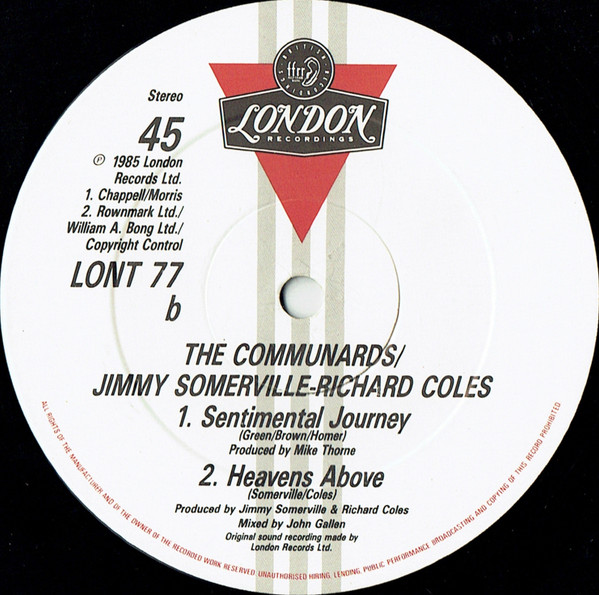 BRITISH
ffrr
LONDON
RECORDINGS
Stereo
45
℗ 1985 London
Records Ltd.
1. Chappell/Morris
2. Rownmark Ltd./
William A. Bong Ltd./
Copyright Control
LONT 77
b
THE COMMUNARDS/
JIMMY SOMERVILLE-RICHARD COLES
1. Sentimental Journey
(Green/Brown/Homer)
Produced by Mike Thorne
2. Heavens Above
(Somerville/Coles)
Produced by Jimmy Somerville & Richard Coles
Mixed by John Gallen
Original sound recording made by
London Records Ltd.
ALL RIGHTS OF THE MANUFACTURER AND OF THE OWNER OF THE RECORDED WORK RESERVED. UNAUTHORISED HIRING, LENDING, PUBLIC PERFORMANCE, BROADCASTING AND COPYING OF THIS RECORD PROHIBITED